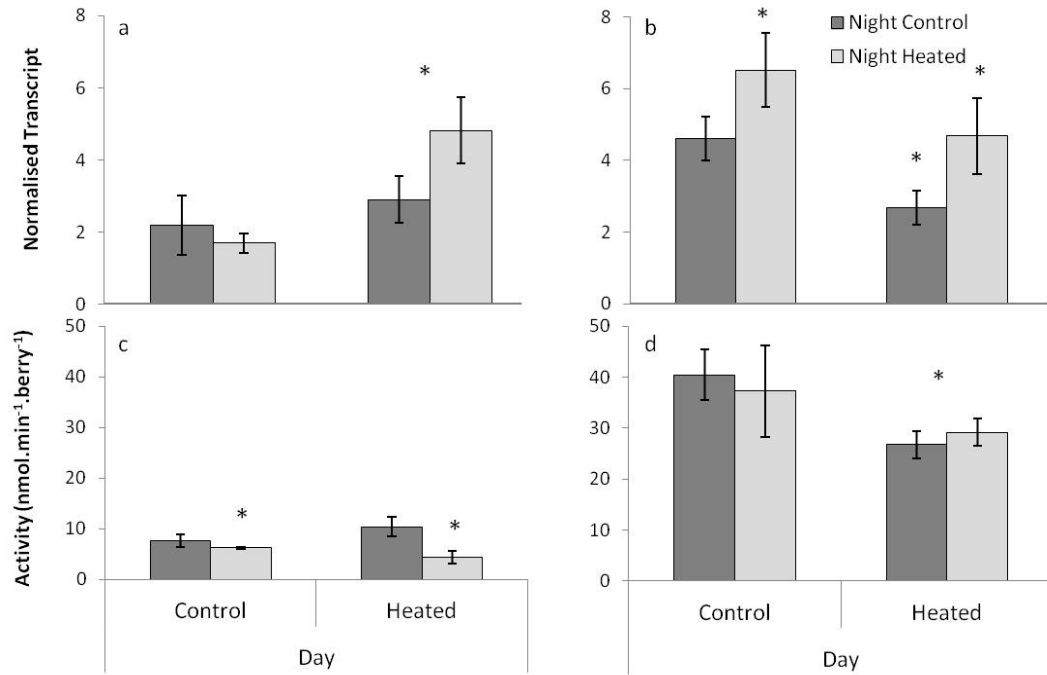 8
6
4
2
0
Normalised Transcript
a
*
8
6
4
2
0
b
*
*
*
Night Control
Night Heated
50
40
30
20
10
0
Activity (nmol.min⁻¹.berry⁻¹)
c
*
*
Control Heated
Day
50
40
30
20
10
0
d
*
Control Heated
Day